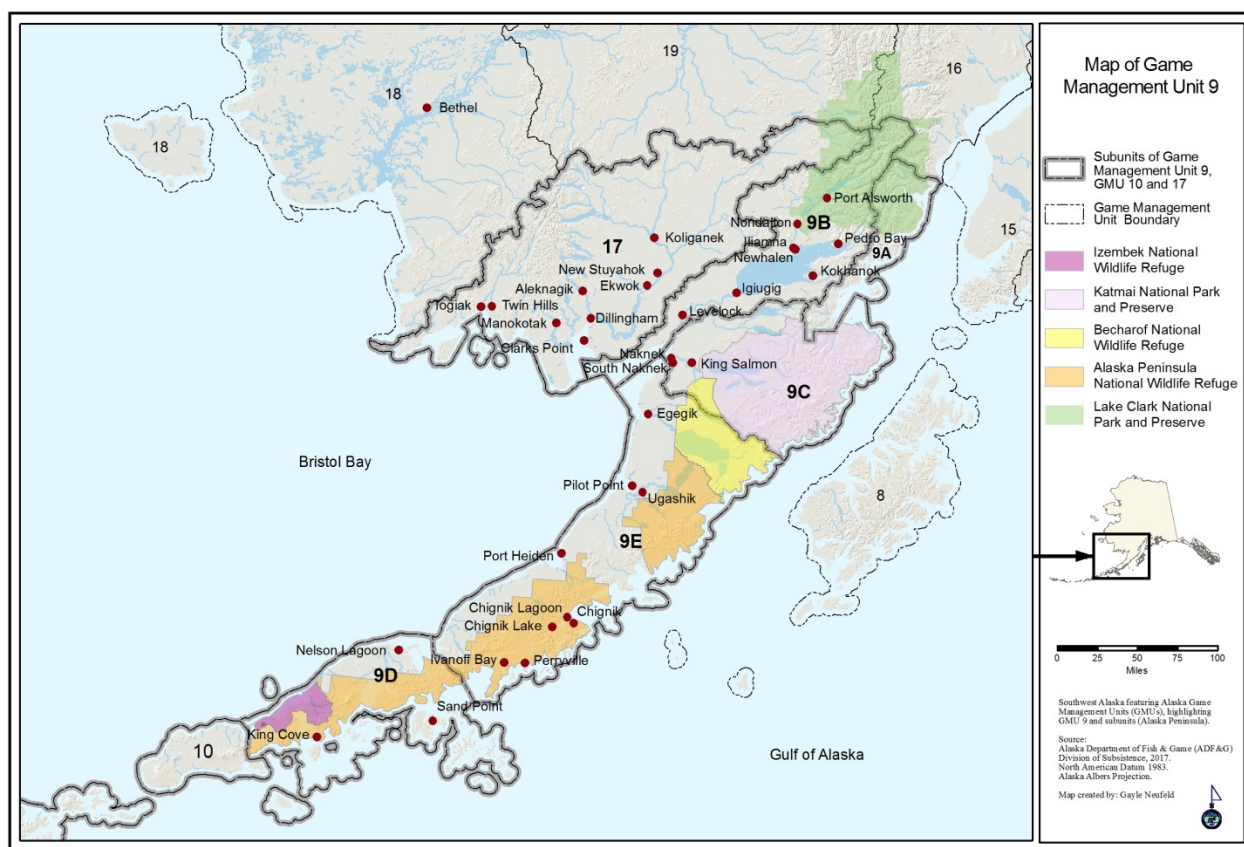 19
16
18
Bethel
18
15
Port Alsworth
Nondalton
9B
Koliganek
17
Iliamna
Pedro Bay
Newhalen
9A
New Stuyahok
Kokhanok
Ekwok
Aleknagik
Igiugig
Togiak
Twin Hills
Levelock
Manokotak
Dillingham
Clarks Point
Naknek
South Naknek
King Salmon
9C
Egegik
Bristol Bay
Pilot Point
Ugashik
8
9E
Port Heiden
Chignik Lagoon
Chignik
Chignik Lake
Nelson Lagoon
Ivanoff Bay
Perryville
9D
Sand Point
King Cove
10
Gulf of Alaska
Map of Game
Management Unit 9
Subunits of Game
Management Unit 9,
GMU 10 and 17
Game Management
Unit Boundary
Izembek National
Wildlife Refuge
Katmai National Park
and Preserve
Becharof National
Wildlife Refuge
Alaska Peninsula
National Wildlife Refuge
Lake Clark National
Park and Preserve
0 25 50 75 100
Miles
Southwest Alaska featuring Alaska Game
Management Units (GMUs), highlighting
GMU 9 and subunits (Alaska Peninsula).
Source:
Alaska Department of Fish & Game (ADF&G)
Division of Subsistence, 2017.
North American Datum 1983.
Alaska Albers Projection.
Map created by: Gayle Neufeld